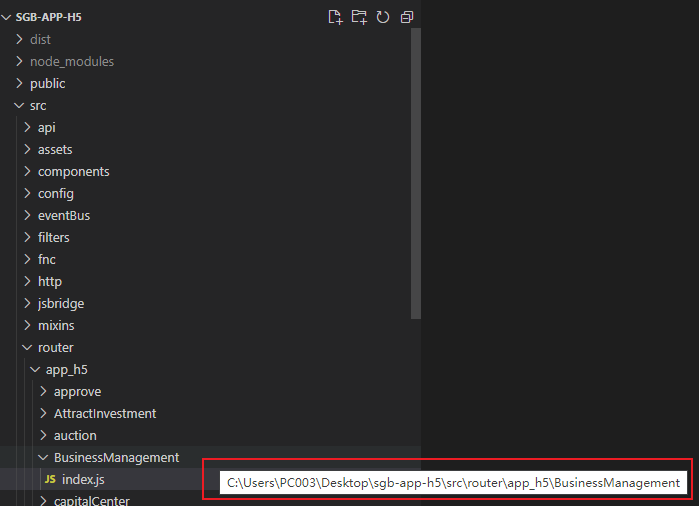 SGB-APP-H5
dist
node_modules
public
src
api
assets
components
config
eventBus
filters
fnc
http
jsbridge
mixins
router
app_h5
approve
AttractInvestment
auction
BusinessManagement
JS index.js
C:\Users\PC003\Desktop\sgb-app-h5\src\router\app_h5\BusinessManagement
capitalCenter